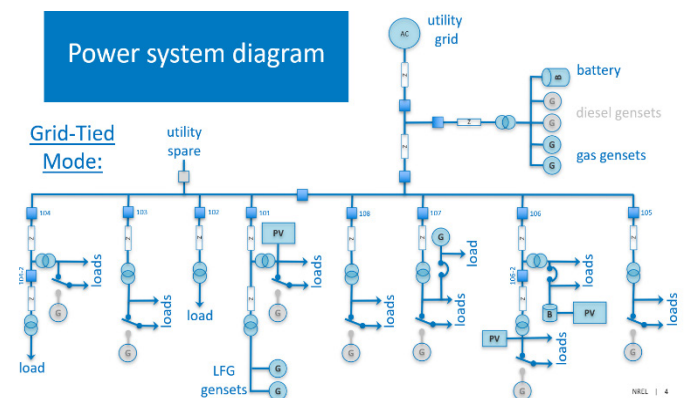 Power system diagram
Grid-Tied
Mode:
utility
spare
AC
utility
grid
Z
Z
Z
B
battery
G
G
diesel gensets
G
G
gas gensets
104
103
102
101
108
107
106
105
Z
Z
Z
Z
Z
Z
Z
Z
PV
G
load
loads
loads
loads
106-2
Z
Z
Z
B
PV
PV
G
loads
loads
loads
loads
loads
loads
load
load
G
G
G
G
G
G
G
LFG
gensets
G
G
NRCL | 4